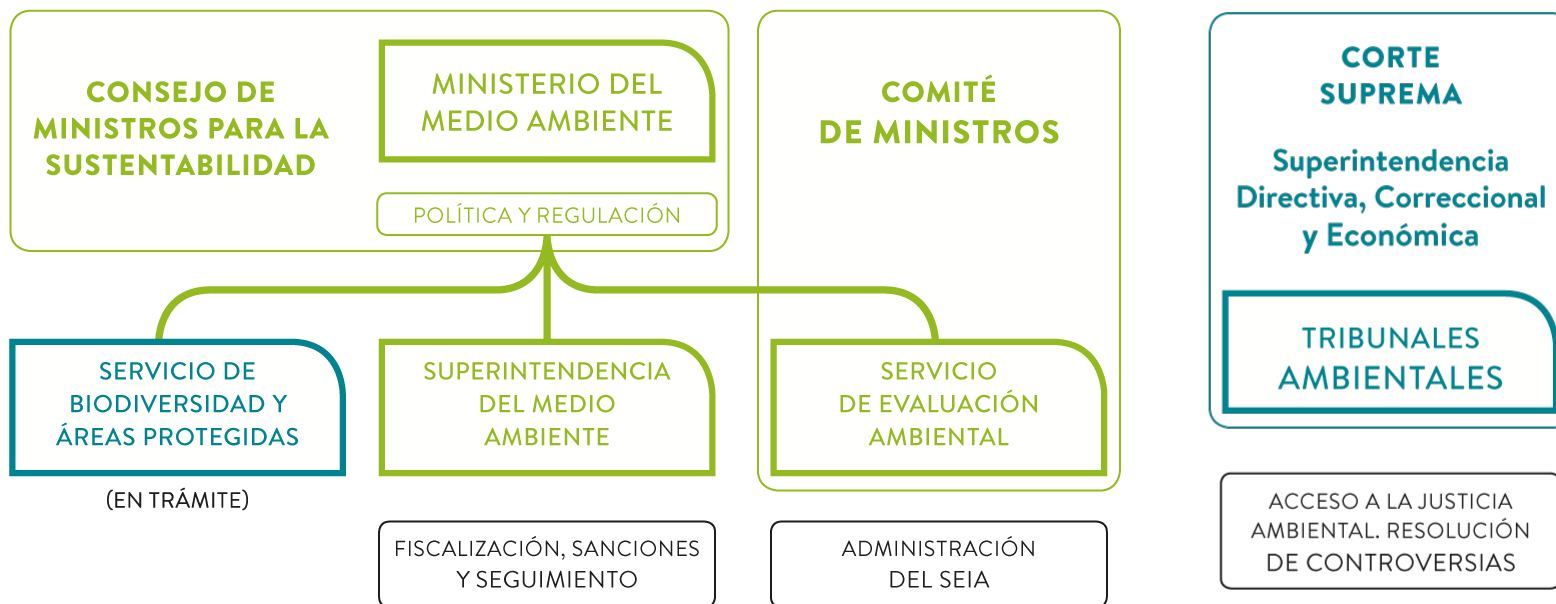 CONSEJO DE
MINISTROS PARA LA
SUSTENTABILIDAD
MINISTERIO DEL
MEDIO AMBIENTE
POLÍTICA Y REGULACIÓN
COMITÉ
DE MINISTROS
CORTE
SUPREMA
Superintendencia
Directiva, Correccional
y Económica
TRIBUNALES
AMBIENTALES
SERVICIO DE
BIODIVERSIDAD Y
ÁREAS PROTEGIDAS
(EN TRÁMITE)
SUPERINTENDENCIA
DEL MEDIO
AMBIENTE
SERVICIO
DE EVALUACIÓN
AMBIENTAL
FISCALIZACIÓN, SANCIONES
Y SEGUIMIENTO
ADMINISTRACIÓN
DEL SEIA
ACCESO A LA JUSTICIA
AMBIENTAL. RESOLUCIÓN
DE CONTROVERSIAS